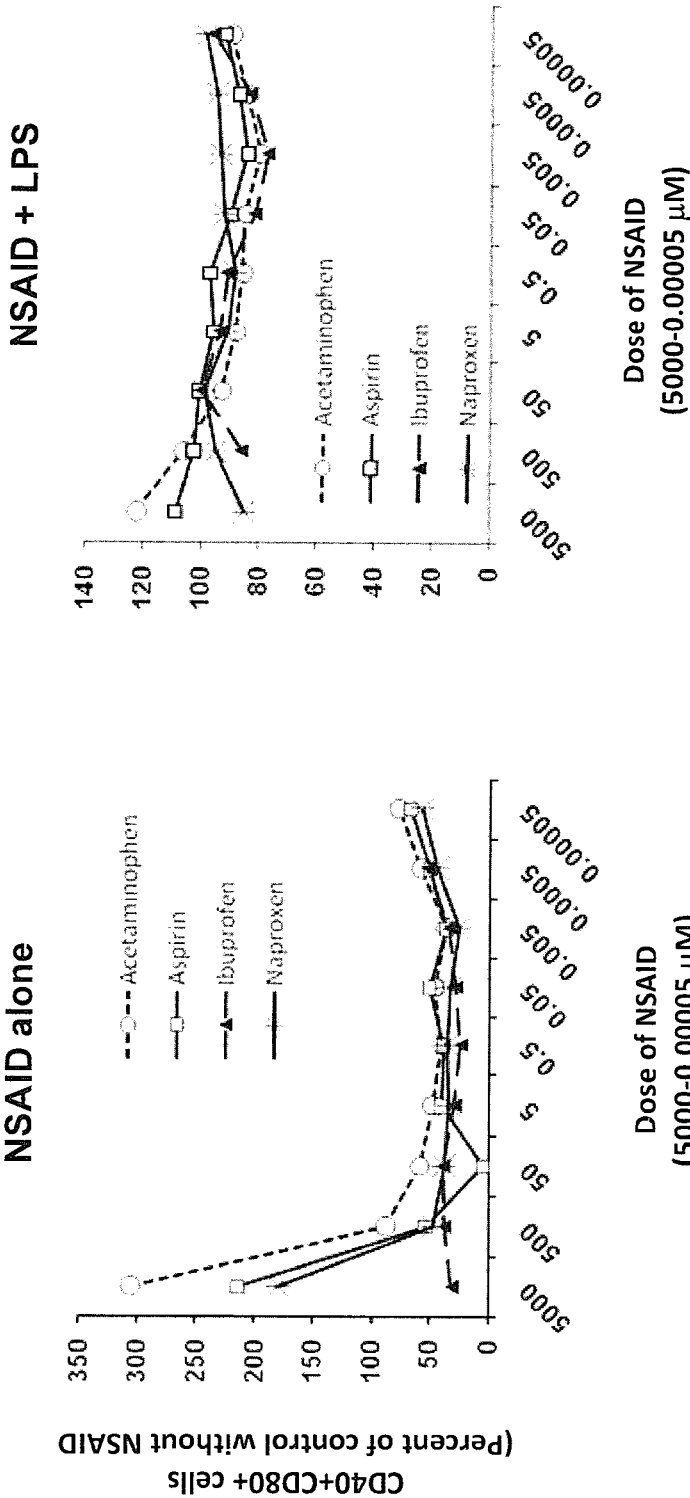 NSAID alone
CD40+CD80+ cells
(Percent of control without NSAID)
350
300
250
200
150
100
50
0
Acetaminophen
Aspirin
Ibuprofen
Naproxen
5000
500
50
5
0.5
0.05
0.005
0.0005
0.00005
Dose of NSAID
(5000-0.00005 µM)
NSAID + LPS
140
120
100
80
60
40
20
0
Acetaminophen
Aspirin
Ibuprofen
Naproxen
5000
500
50
5
0.5
0.05
0.005
0.0005
0.00005
Dose of NSAID
(5000-0.00005 µM)